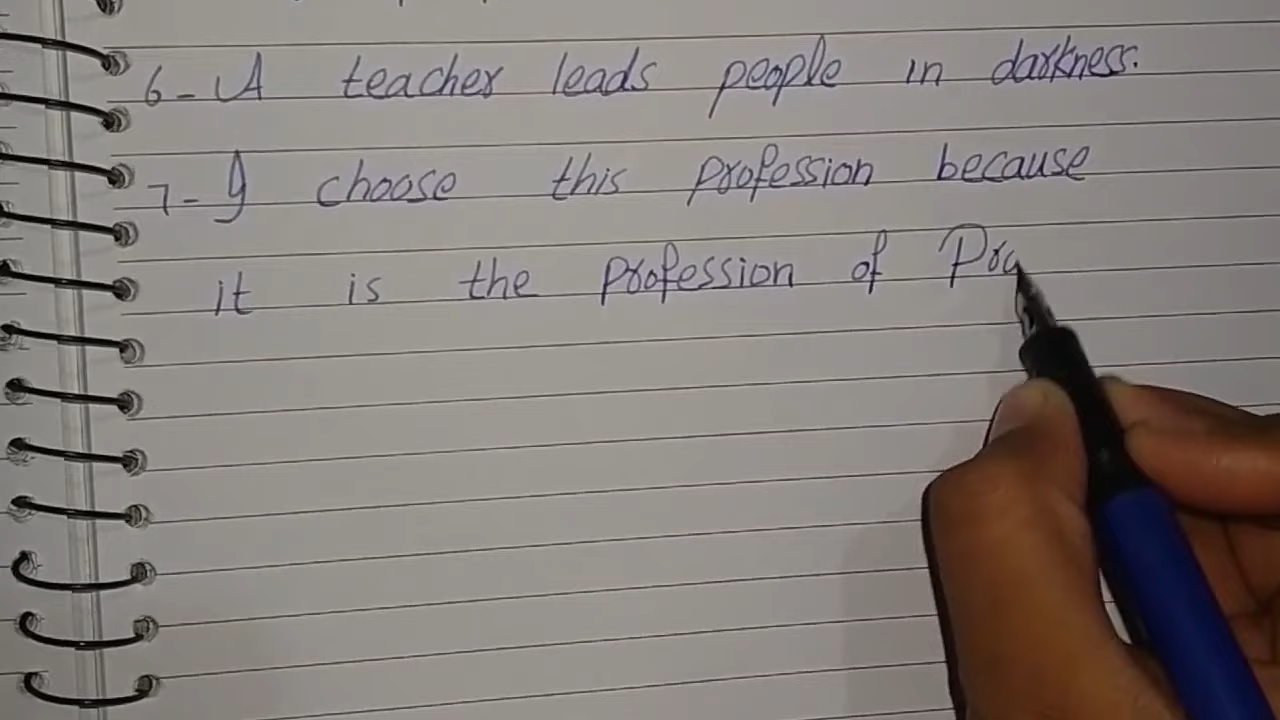 6- A teacher leads people in darkness.
7- I choose this profession because
it is the profession of